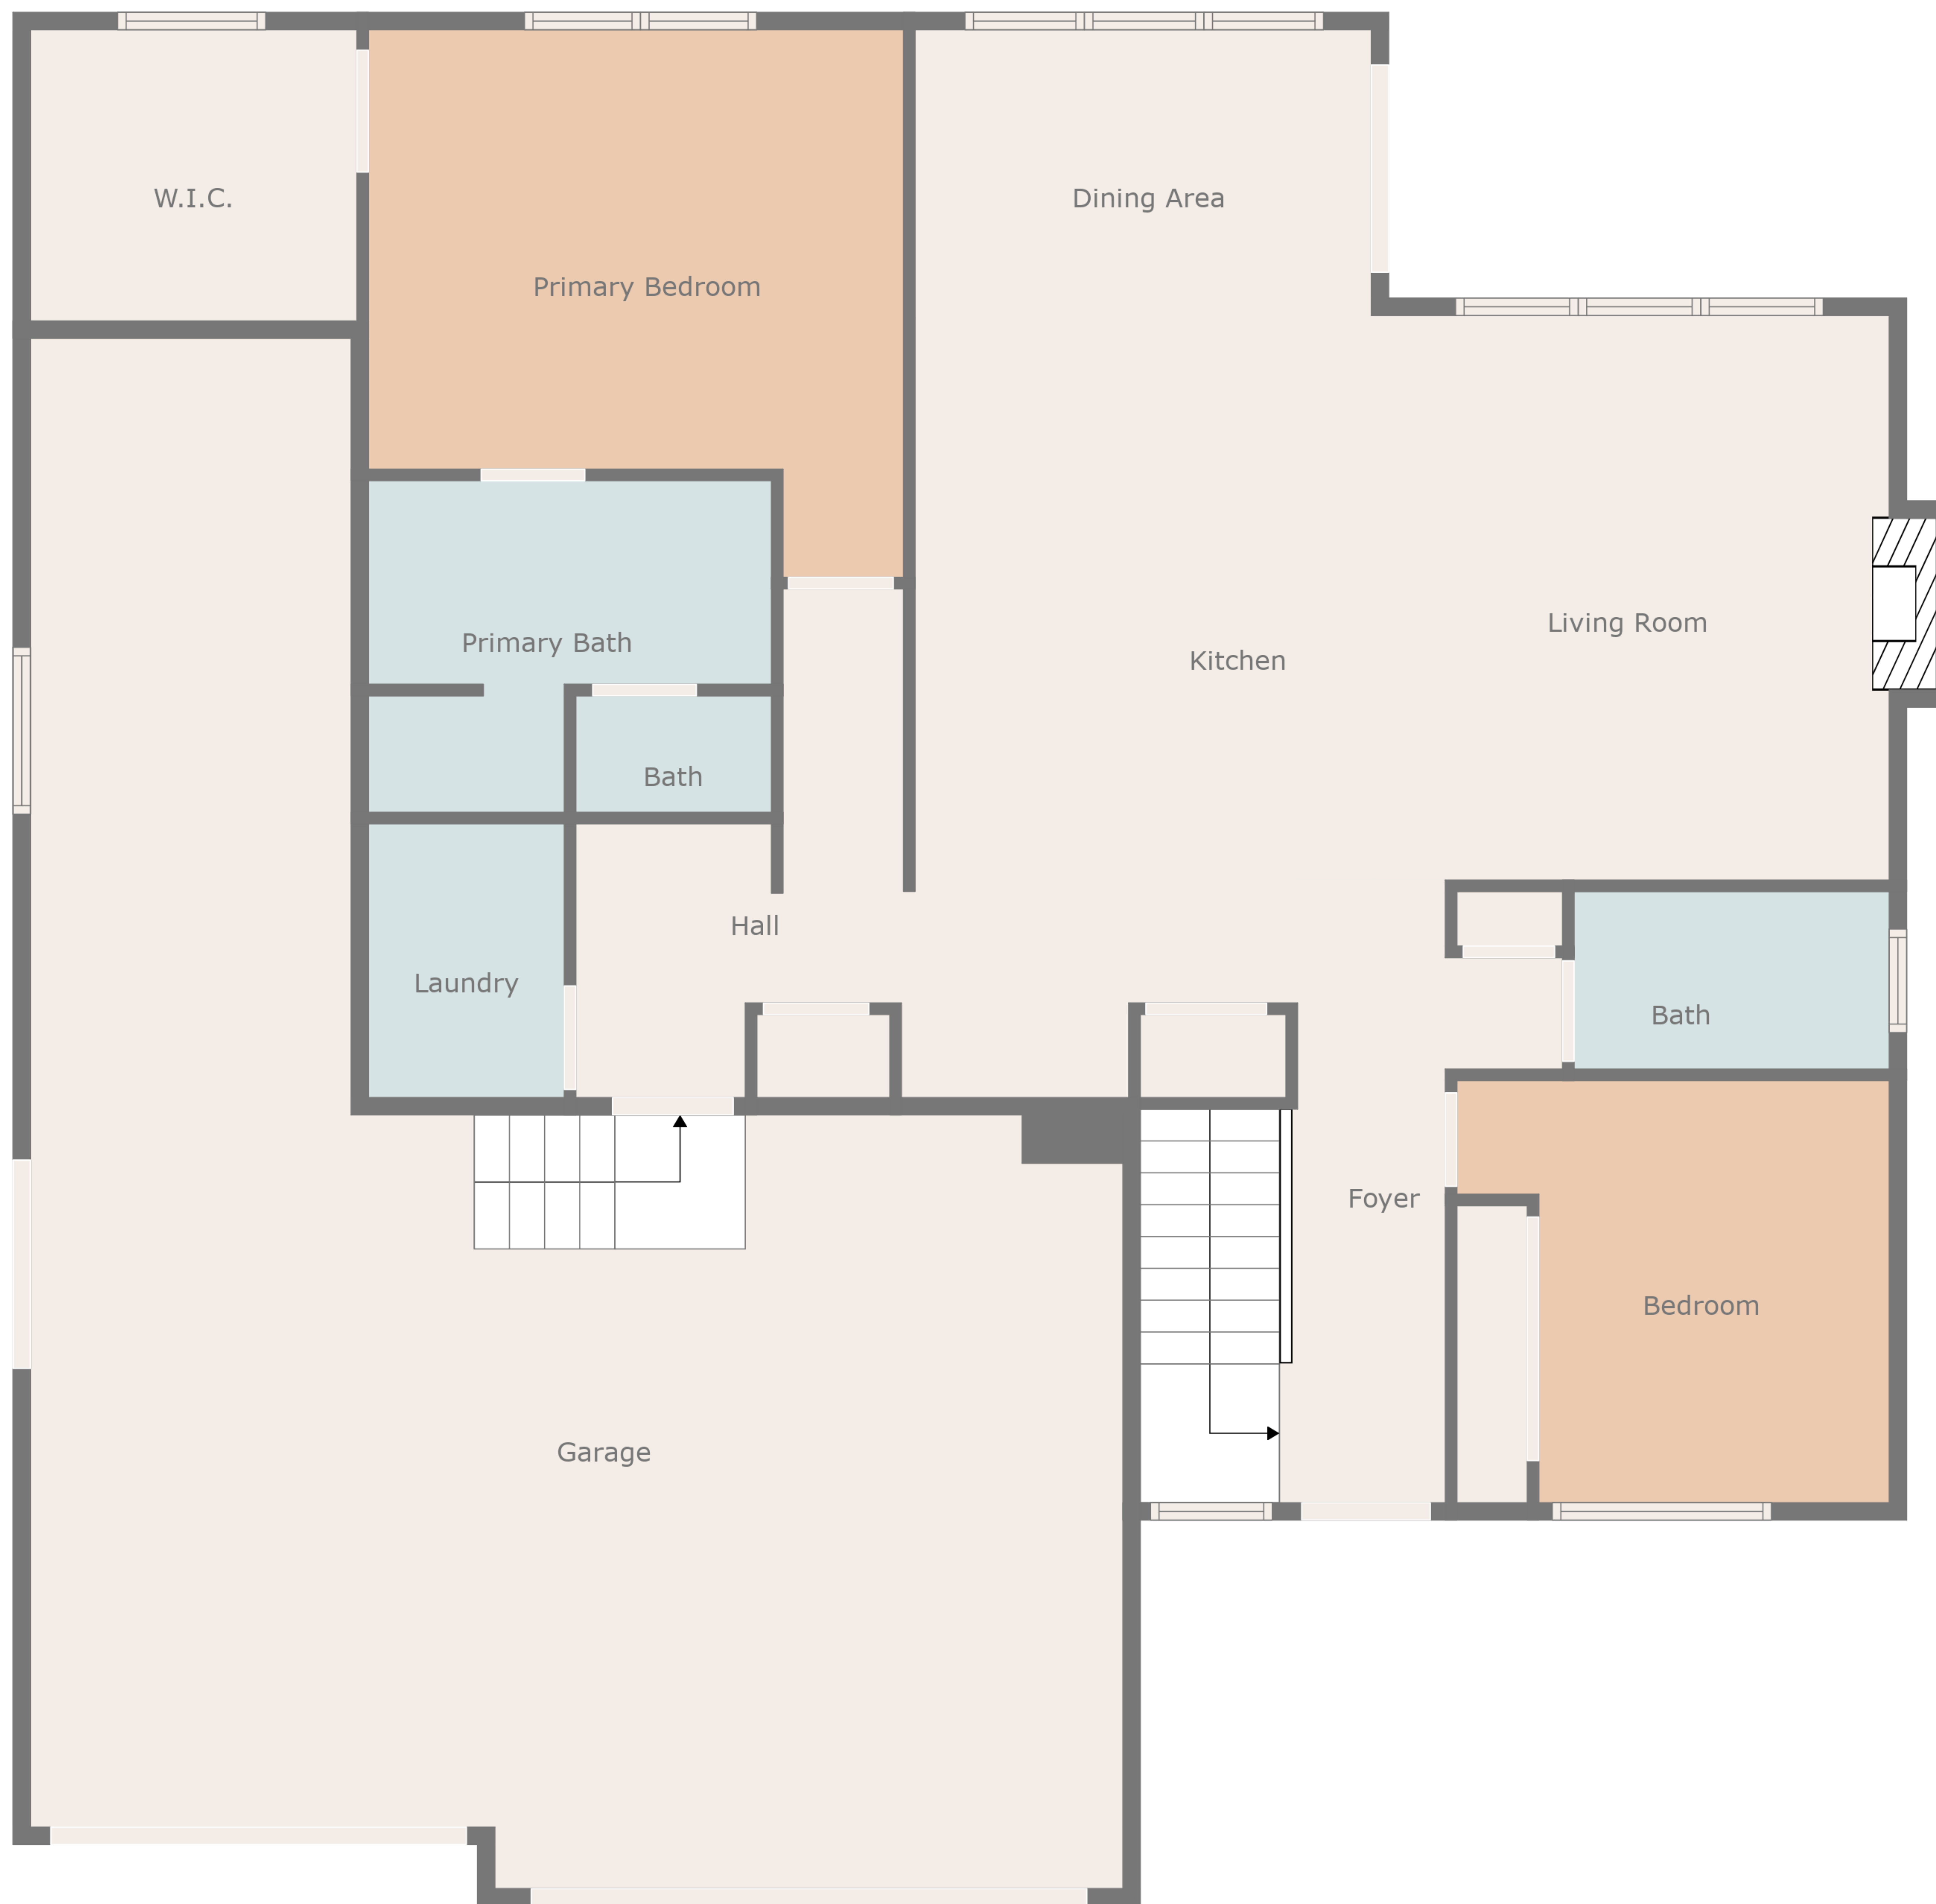 W.I.C.
Dining Area
Primary Bedroom
Living Room
Primary Bath
Kitchen
Bath
Hall
Laundry
Bath
Foyer
Bedroom
Garage